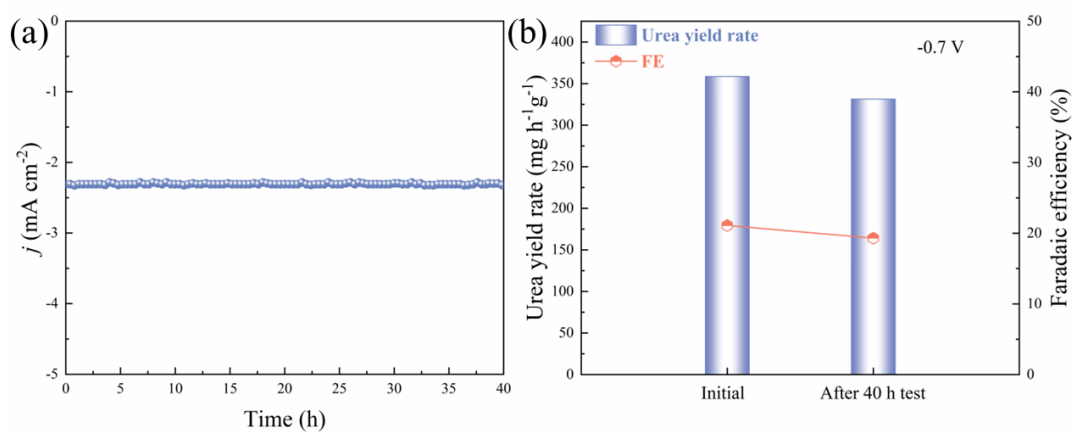 (a)
0
-1
-2
-3
-4
-5
j (mA cm-2)
0 5 10 15 20 25 30 35 40
Time (h)
(b)
Urea yield rate
FE
-0.7 V
400
350
300
250
200
150
100
50
0
Urea yield rate (mg h-1g-1)
50
40
30
20
10
0
Faradaic efficiency (%)
Initial After 40 h test